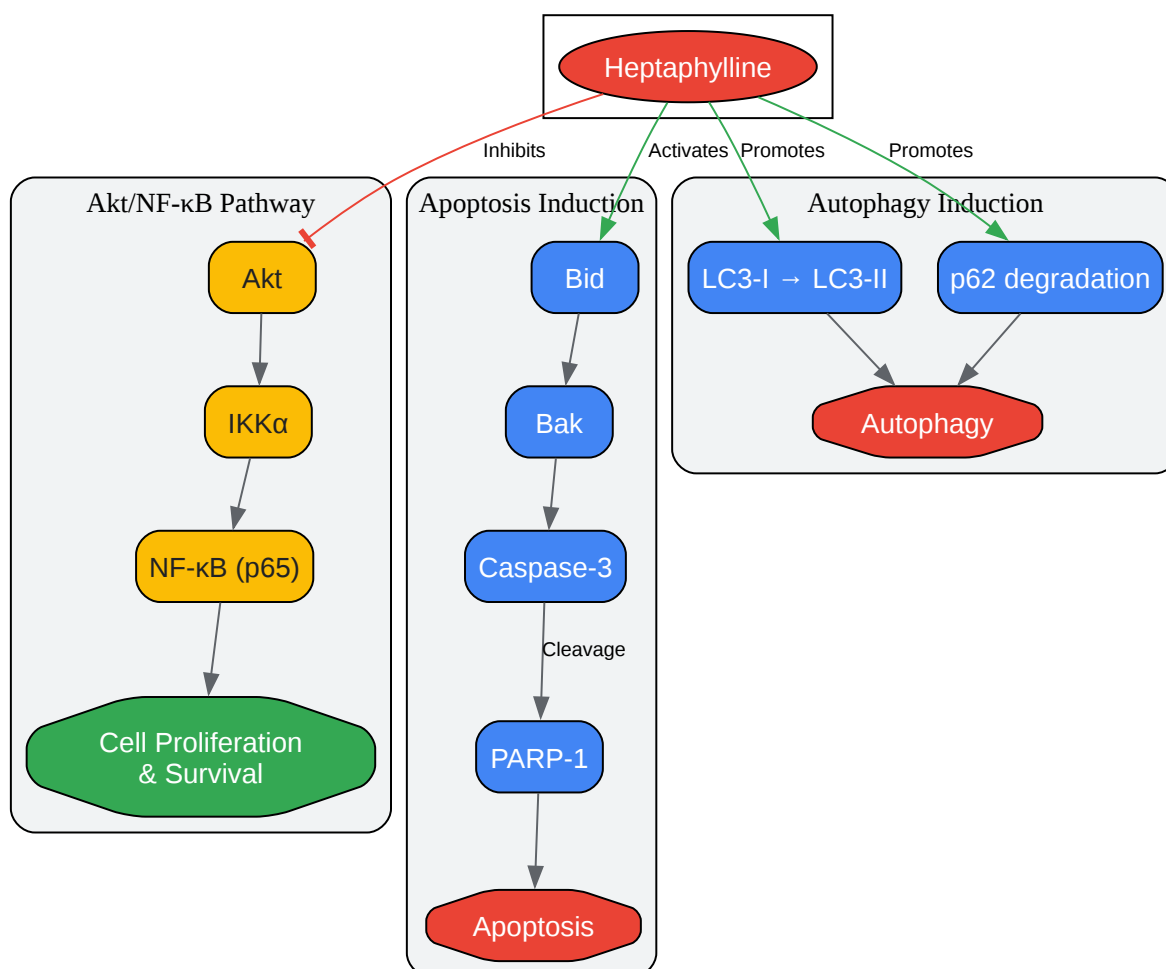 Heptaphylline
Inhibits
Activates
Promotes
Promotes
Akt/NF-κB Pathway
Apoptosis Induction
Autophagy Induction
Akt
Bid
LC3-I → LC3-II
p62 degradation
IKKα
Bak
Autophagy
NF-κB (p65)
Caspase-3
Cleavage
Cell Proliferation
& Survival
PARP-1
Apoptosis